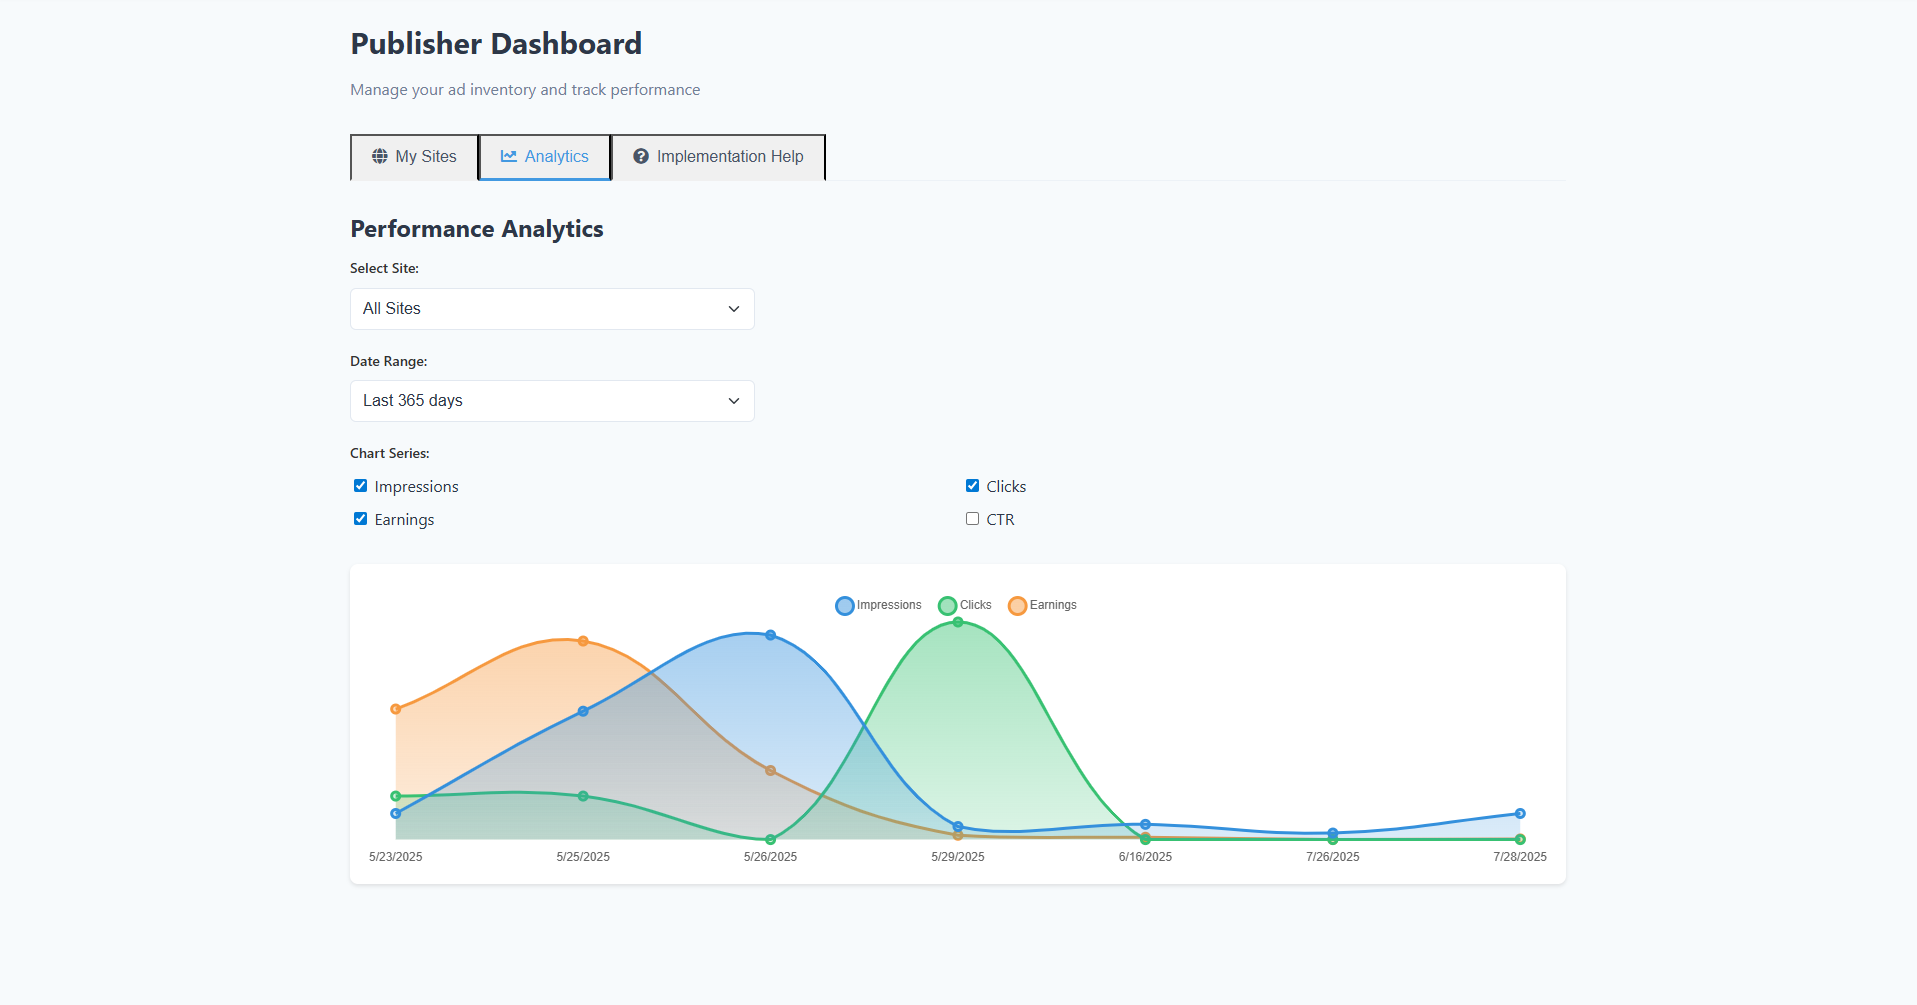 Publisher Dashboard
Manage your ad inventory and track performance
My Sites Analytics Implementation Help
Performance Analytics
Select Site:
All Sites
Date Range:
Last 365 days
Chart Series:
Impressions Clicks
Earnings CTR
Impressions Clicks Earnings
5/23/2025 5/25/2025 5/26/2025 5/29/2025 6/16/2025 7/26/2025 7/28/2025